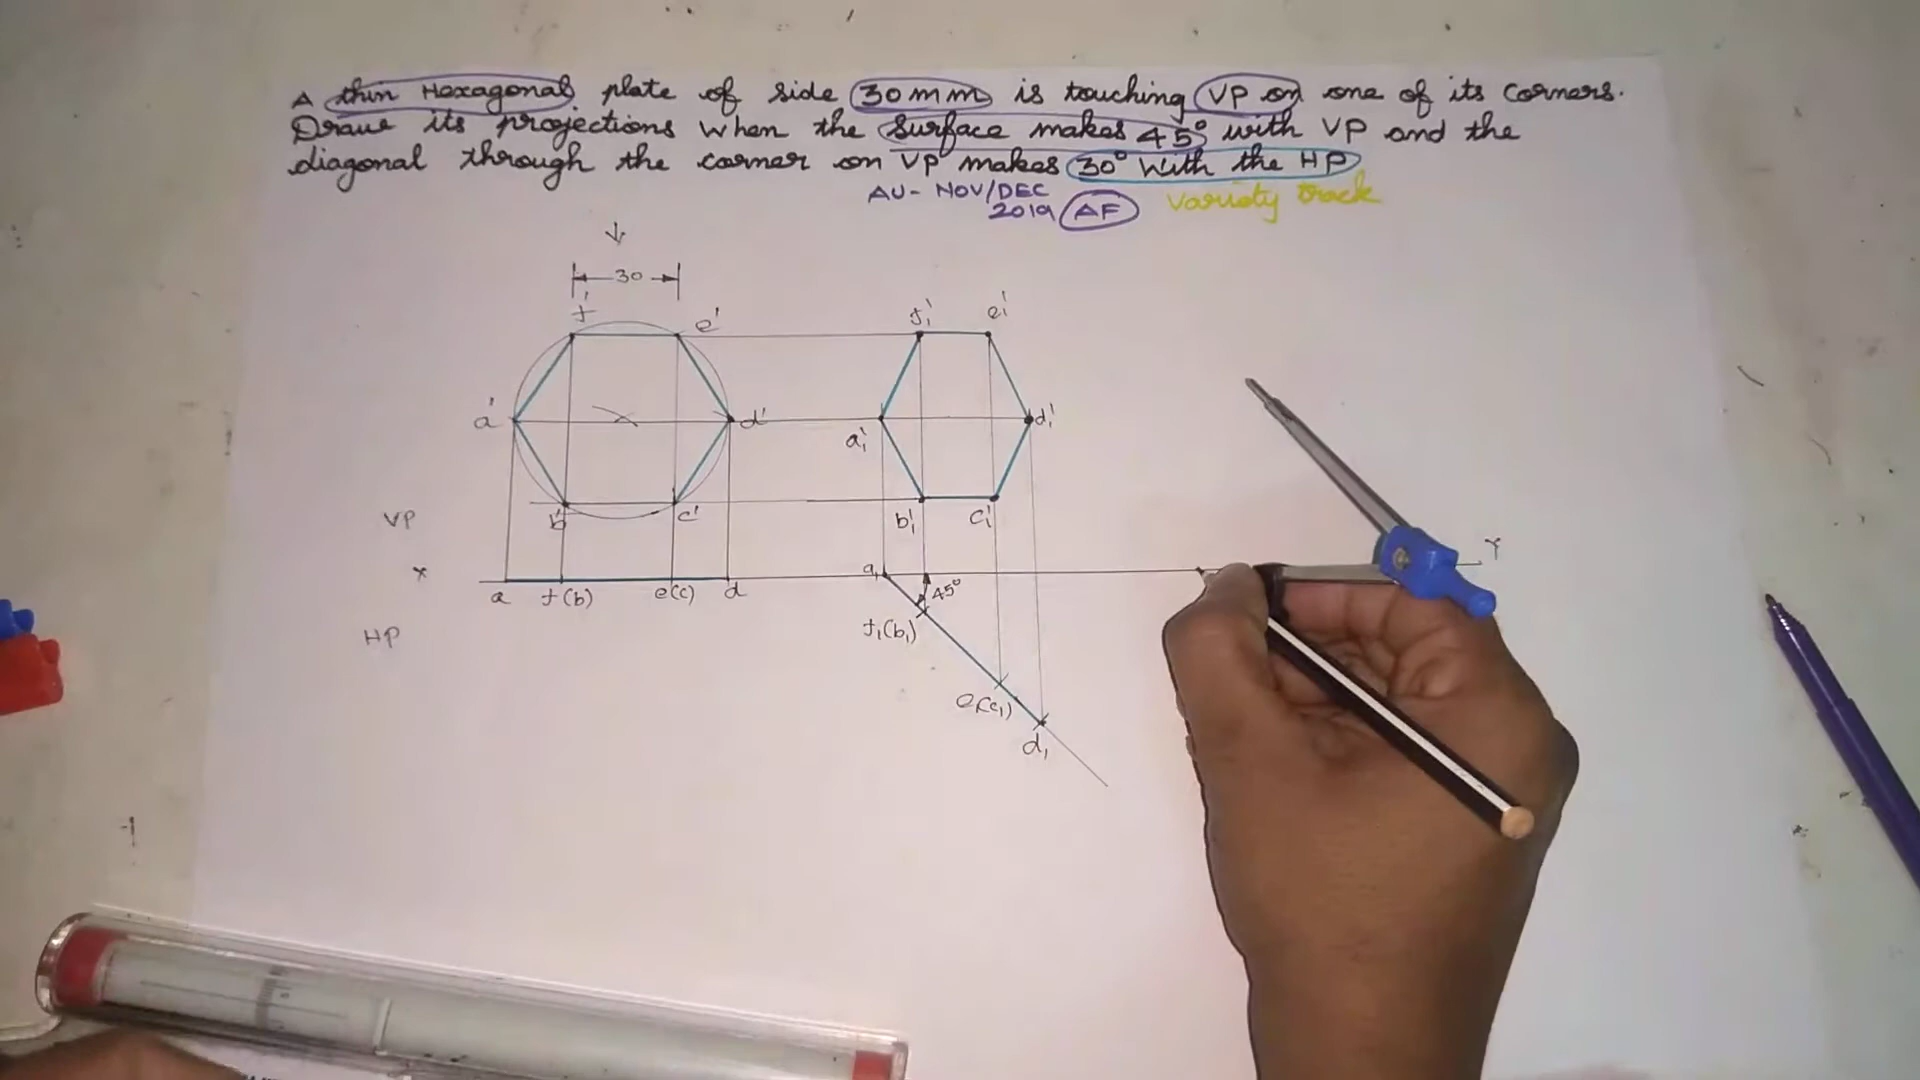 A thin Hexagonal plate of side 30mm is touching VP on one of its corners.
Draw its projections when the surface makes 45° with VP and the
diagonal through the corner on VP makes 30° with the HP
AU- NOV/DEC
2019 AF variety track
30
f' e' f₁' e₁'
a' d' a₁' d₁'
b' c' b₁' c₁'
VP
X a₁ Y
a f(b) e(c) d 45°
HP f₁(b₁)
e₁(c₁)
d₁